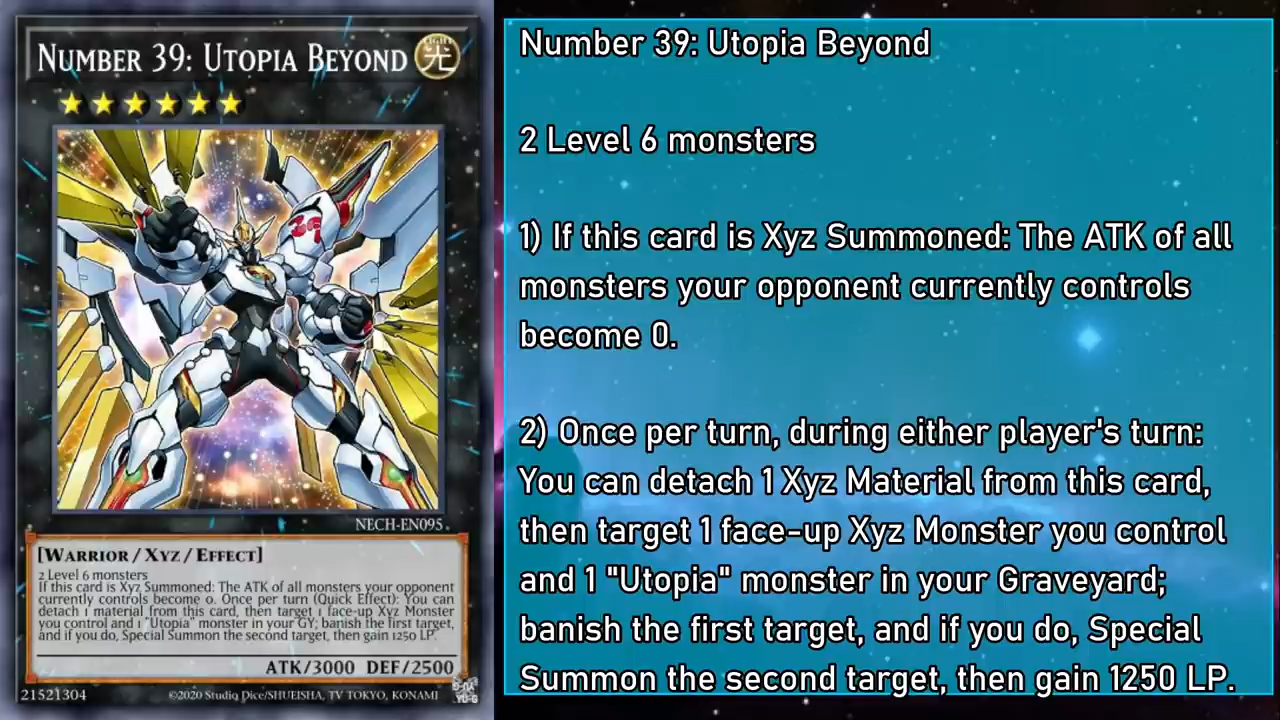 NUMBER 39: UTOPIA BEYOND
LIGHT
光
39
NECH-EN095
[WARRIOR / XYZ / EFFECT]
2 Level 6 monsters
If this card is Xyz Summoned: The ATK of all monsters your opponent
currently controls become 0. Once per turn (Quick Effect): You can
detach 1 material from this card, then target 1 face-up Xyz Monster
you control and 1 "Utopia" monster in your GY; banish the first target,
and if you do, Special Summon the second target, then gain 1250 LP.
ATK/3000 DEF/2500
21521304
©2020 Studio Dice/SHUEISHA, TV TOKYO, KONAMI
Number 39: Utopia Beyond
2 Level 6 monsters
1) If this card is Xyz Summoned: The ATK of all
monsters your opponent currently controls
become 0.
2) Once per turn, during either player's turn:
You can detach 1 Xyz Material from this card,
then target 1 face-up Xyz Monster you control
and 1 "Utopia" monster in your Graveyard;
banish the first target, and if you do, Special
Summon the second target, then gain 1250 LP.